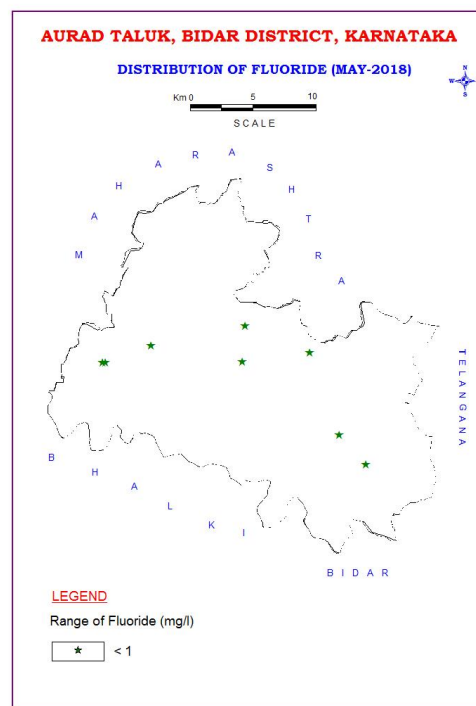 AURAD TALUK, BIDAR DISTRICT, KARNATAKA
DISTRIBUTION OF FLUORIDE (MAY-2018)
N
W E
S
Km 0 5 10
SCALE
MAHARASHTRA
TELANGANA
BHALKI
BIDAR
LEGEND
Range of Fluoride (mg/l)
< 1